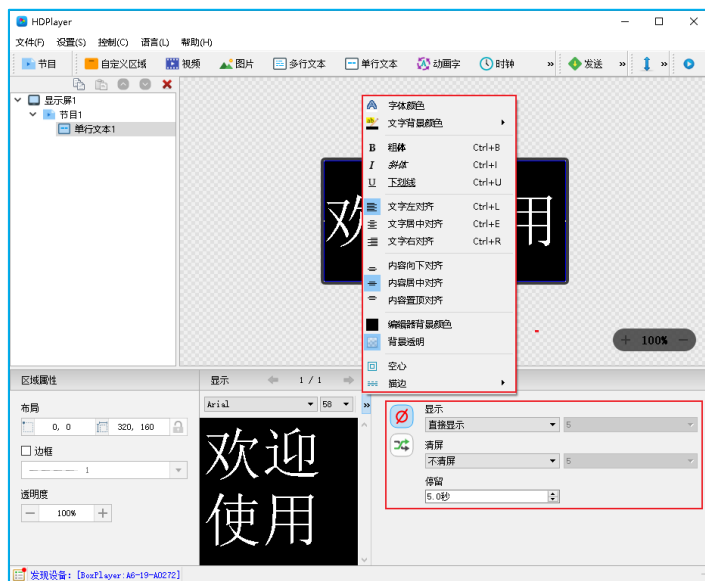 HDPlayer
文件(F) 设置(S) 控制(C) 语言(L) 帮助(H)
节目 自定义区域 视频 图片 多行文本 单行文本 动画字 时钟 » 发送 » »
显示屏1
节目1
单行文本1
欢 用
字体颜色
文字背景颜色
B 粗体 Ctrl+B
I 斜体 Ctrl+I
U 下划线 Ctrl+U
文字左对齐 Ctrl+L
文字居中对齐 Ctrl+E
文字右对齐 Ctrl+R
内容向下对齐
内容居中对齐
内容置顶对齐
编辑器背景颜色
背景透明
空心
描边
+ 100% −
区域属性
布局
0, 0 320, 160
边框
1
透明度
— 100% +
显示 1 / 1
Arial 58 »
欢迎
使用
显示
直接显示 5
清屏
不清屏 5
停留
5.0秒
发现设备: [BoxPlayer:A6-19-A0272]